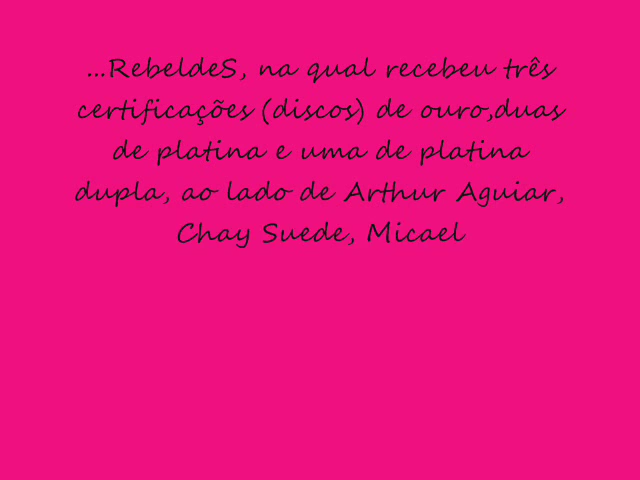 ...RebeldeS, na qual recebeu três
certificações (discos) de ouro,duas
de platina e uma de platina
dupla, ao lado de Arthur Aguiar,
Chay Suede, Micael